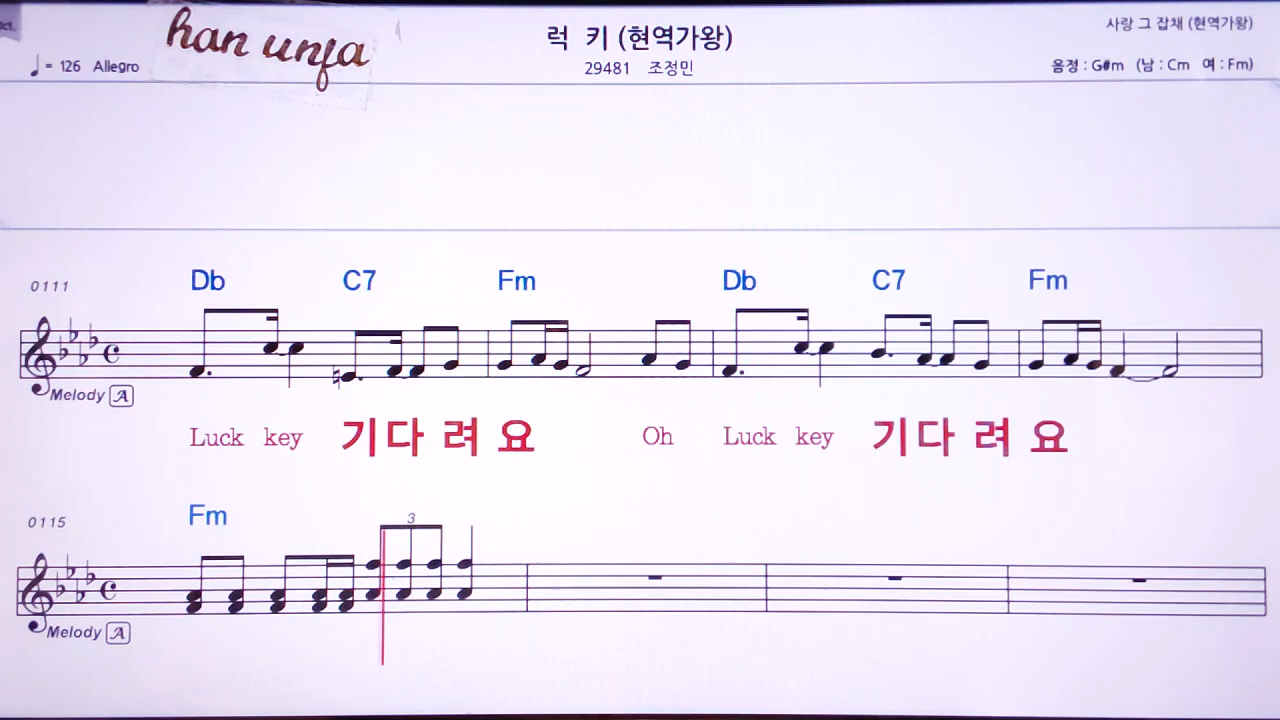 oct.
han unja
럭 키 (현역가왕)
사랑 그 잡채 (현역가왕)
♩ = 126 Allegro
29481 조정민
음정 : G#m (남 : Cm 여 : Fm)
0111
Db C7 Fm Db C7 Fm
Melody A
Luck key 기다 려 요 Oh Luck key 기다 려 요
0115
Fm
3
Melody A